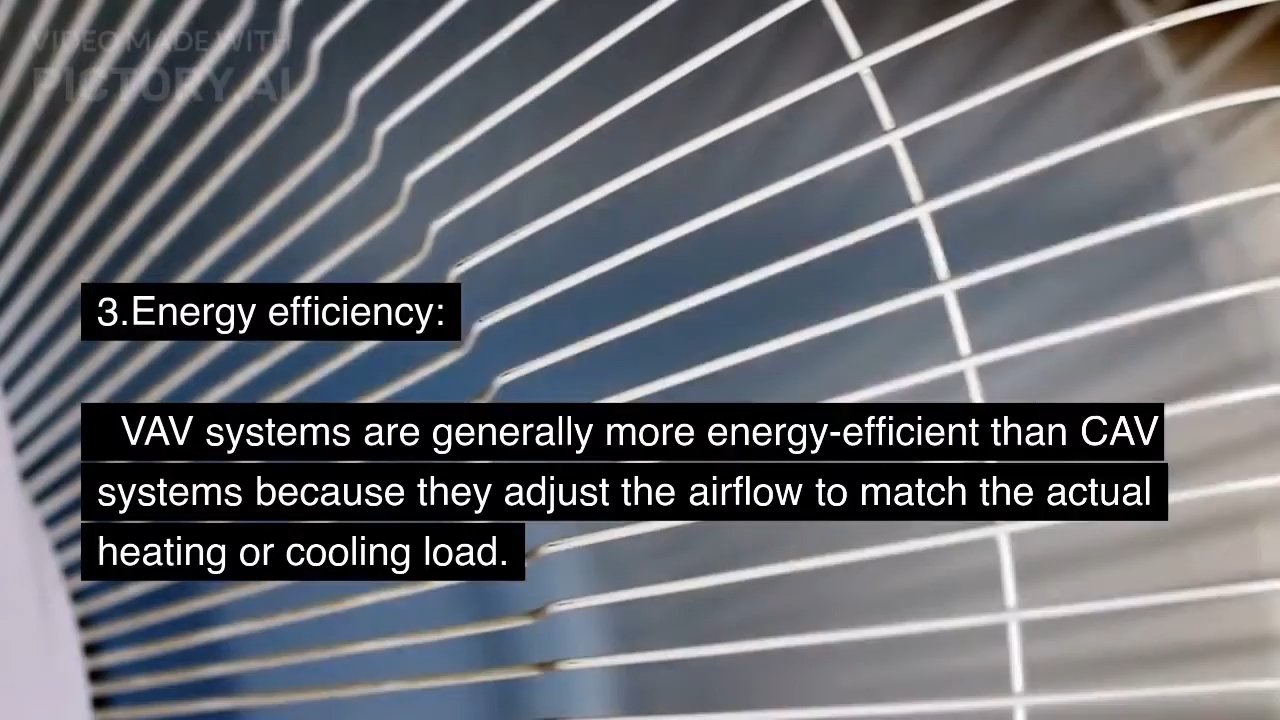 VIDEO MADE WITH
PICTORY.AI
3.Energy efficiency:
VAV systems are generally more energy-efficient than CAV
systems because they adjust the airflow to match the actual
heating or cooling load.